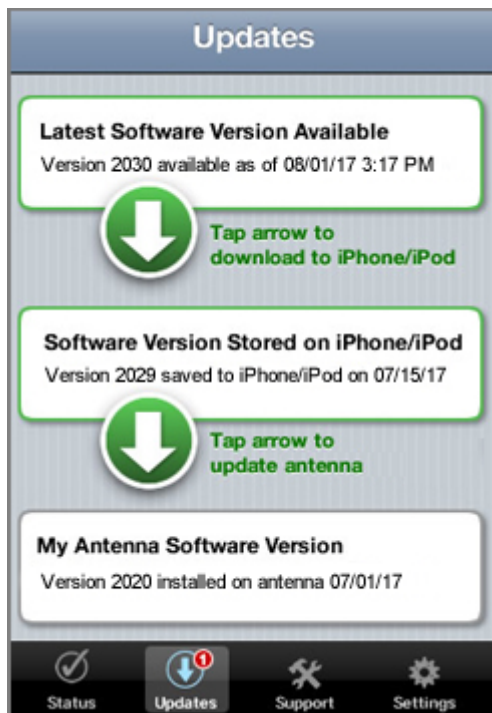 Updates
Latest Software Version Available
Version 2030 available as of 08/01/17 3:17 PM
Tap arrow to
download to iPhone/iPod
Software Version Stored on iPhone/iPod
Version 2029 saved to iPhone/iPod on 07/15/17
Tap arrow to
update antenna
My Antenna Software Version
Version 2020 installed on antenna 07/01/17
1
Status Updates Support Settings